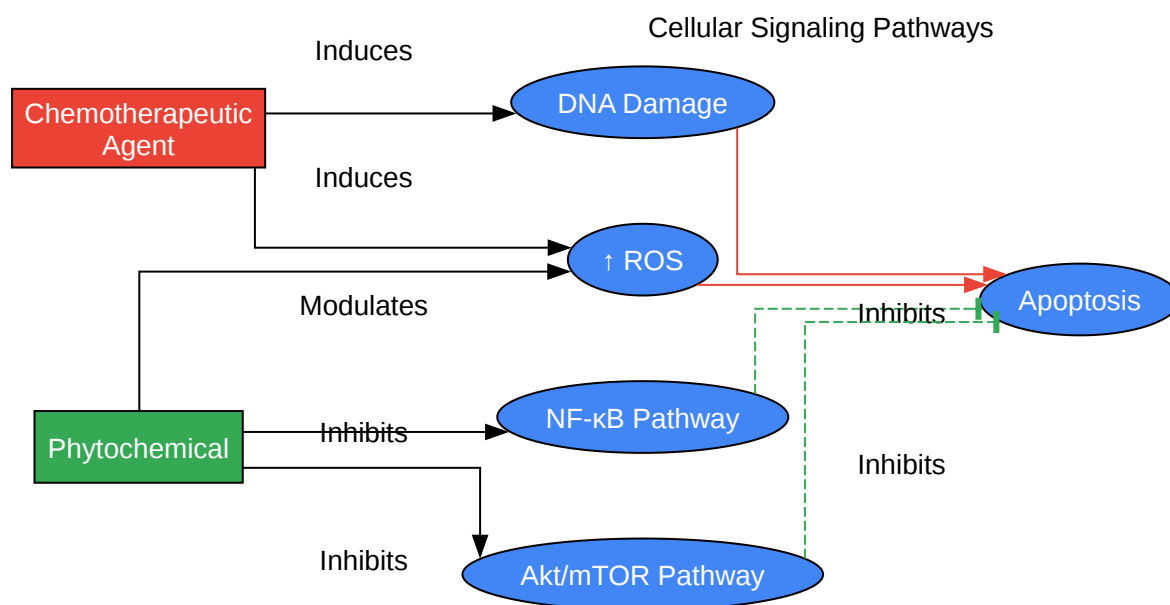 Cellular Signaling Pathways
Induces
DNA Damage
Chemotherapeutic
Agent
Induces
↑ ROS
Modulates
Inhibits
Apoptosis
NF-κB Pathway
Inhibits
Phytochemical
Inhibits
Inhibits
Akt/mTOR Pathway